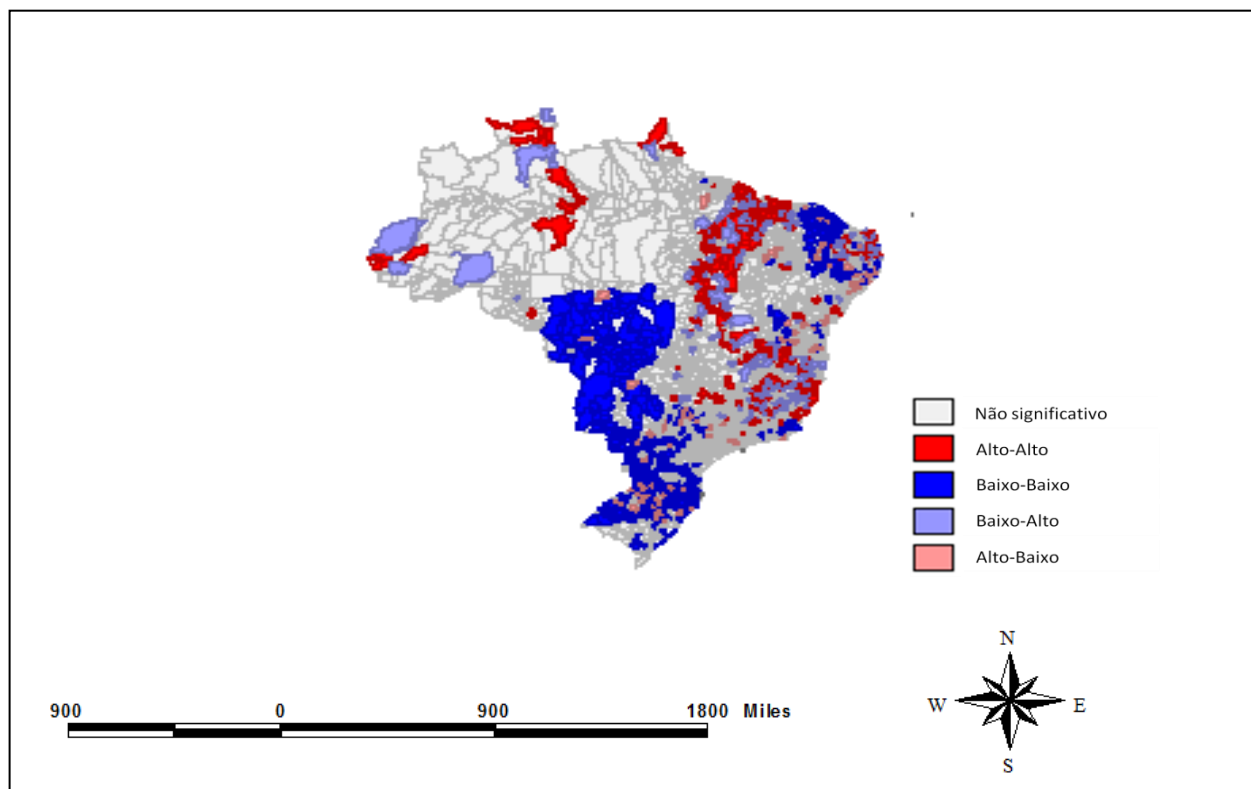 Não significativo
Alto-Alto
Baixo-Baixo
Baixo-Alto
Alto-Baixo
N
W E
S
900 0 900 1800 Miles